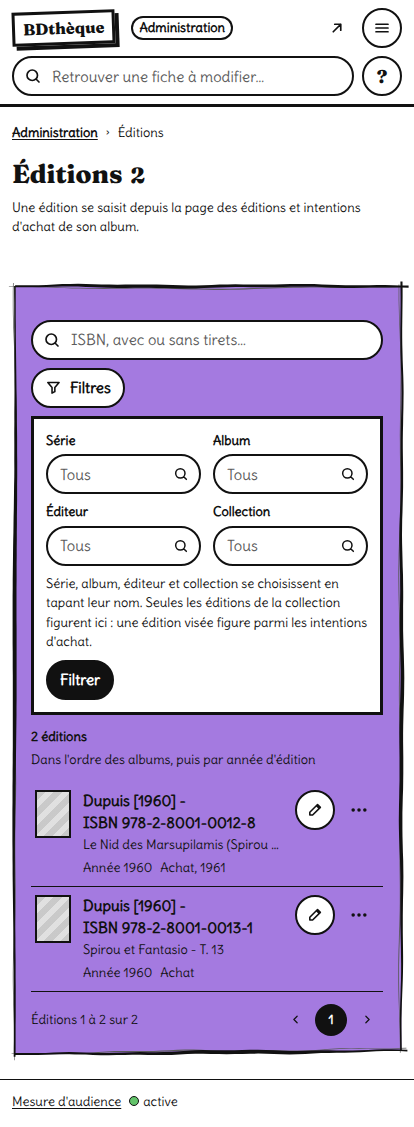 BDthèque
Administration
Retrouver une fiche à modifier...
?
Administration › Éditions
Éditions 2
Une édition se saisit depuis la page des éditions et intentions
d'achat de son album.
ISBN, avec ou sans tirets...
Filtres
Série
Album
Tous
Tous
Éditeur
Collection
Tous
Tous
Série, album, éditeur et collection se choisissent en
tapant leur nom. Seules les éditions de la collection
figurent ici : une édition visée figure parmi les intentions
d'achat.
Filtrer
2 éditions
Dans l'ordre des albums, puis par année d'édition
Dupuis [1960] -
ISBN 978-2-8001-0012-8
Le Nid des Marsupilamis (Spirou ...
Année 1960 Achat, 1961
Dupuis [1960] -
ISBN 978-2-8001-0013-1
Spirou et Fantasio - T. 13
Année 1960 Achat
Éditions 1 à 2 sur 2
‹ 1 ›
Mesure d'audience active